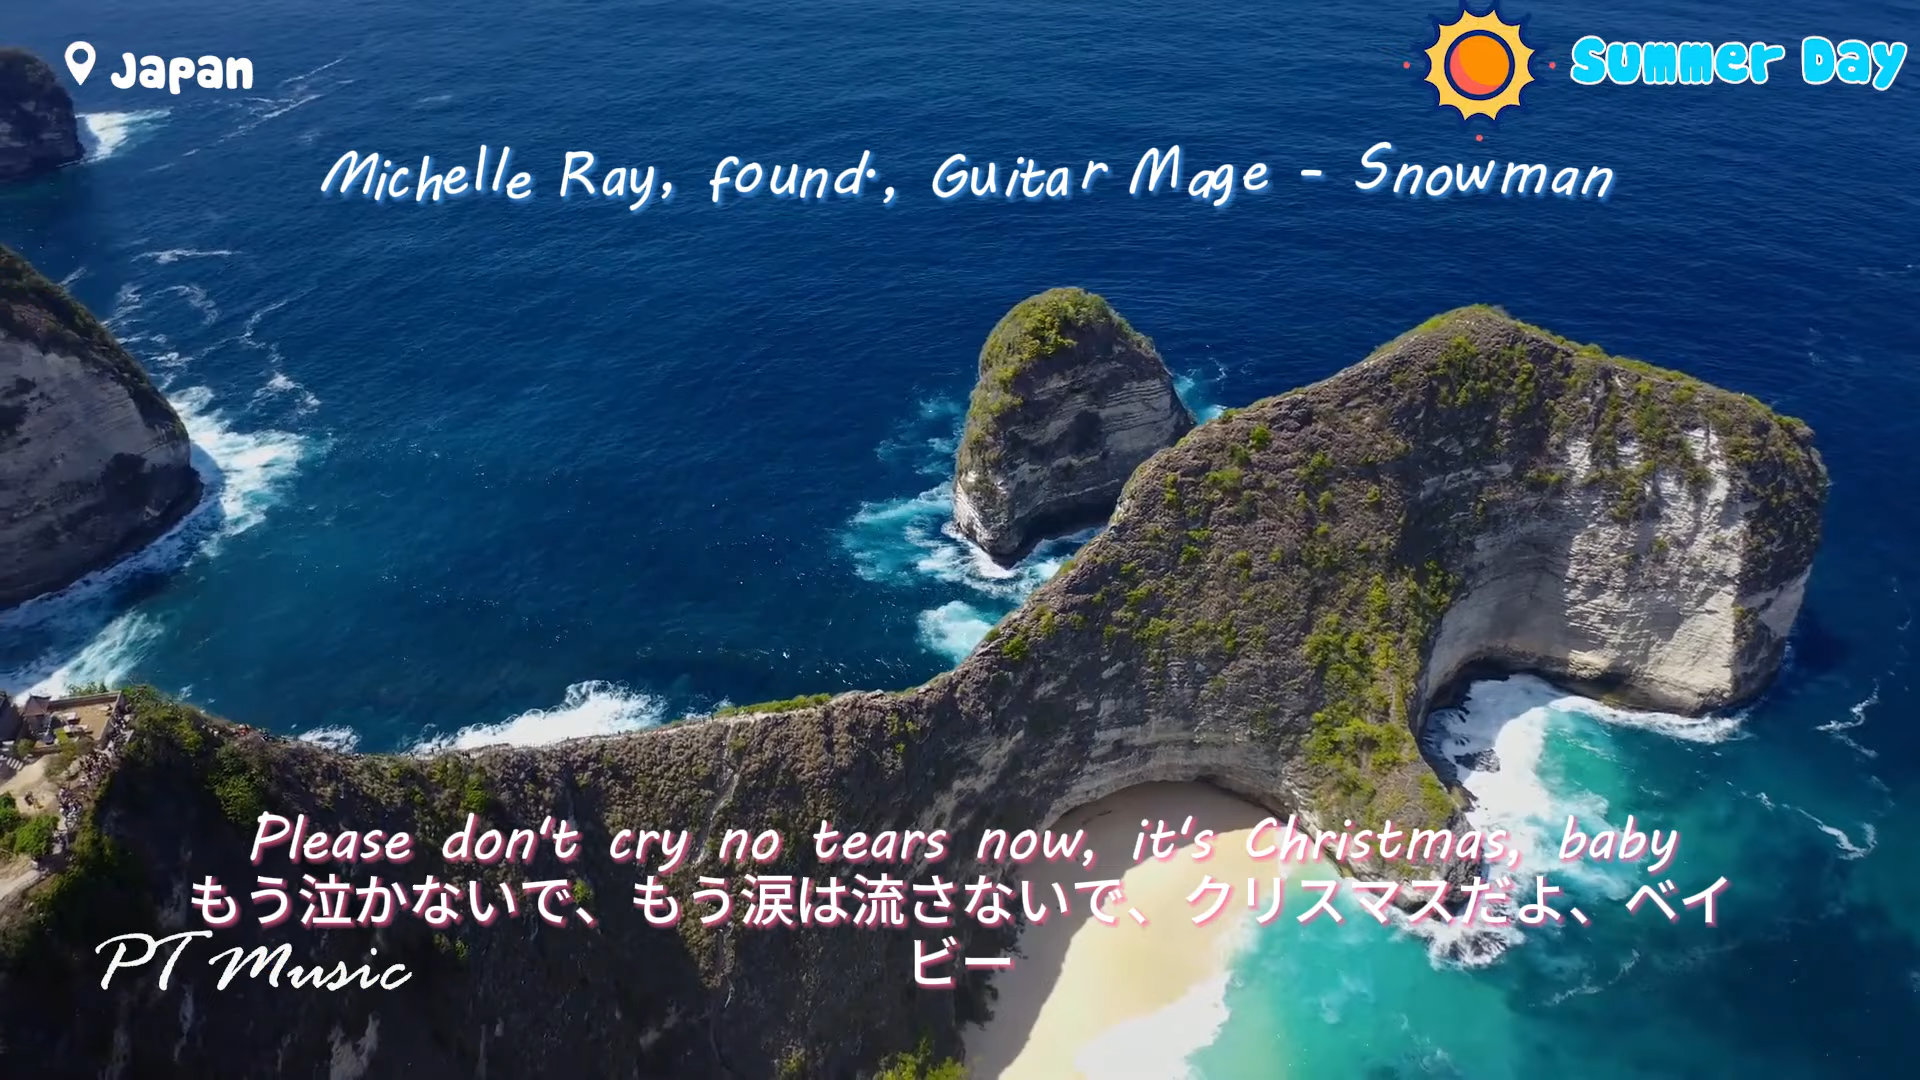 Japan
Summer Day
Michelle Ray, found·, Guitar Mage - Snowman
Please don't cry no tears now, it's Christmas, baby
もう泣かないで、もう涙は流さないで、クリスマスだよ、ベイ
ビー
PT Music